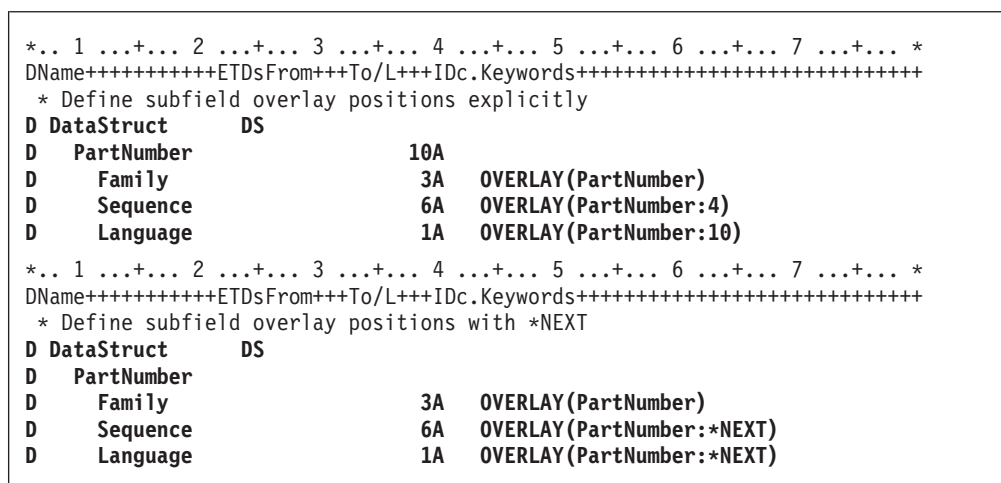 *.. 1 ...+... 2 ...+... 3 ...+... 4 ...+... 5 ...+... 6 ...+... 7 ...+... *
DName+++++++++++ETDsFrom+++To/L+++IDc.Keywords+++++++++++++++++++++++++++++
 * Define subfield overlay positions explicitly
D DataStruct      DS
D   PartNumber                   10A
D     Family                      3A   OVERLAY(PartNumber)
D     Sequence                    6A   OVERLAY(PartNumber:4)
D     Language                    1A   OVERLAY(PartNumber:10)
*.. 1 ...+... 2 ...+... 3 ...+... 4 ...+... 5 ...+... 6 ...+... 7 ...+... *
DName+++++++++++ETDsFrom+++To/L+++IDc.Keywords+++++++++++++++++++++++++++++
 * Define subfield overlay positions with *NEXT
D DataStruct      DS
D   PartNumber
D     Family                      3A   OVERLAY(PartNumber)
D     Sequence                    6A   OVERLAY(PartNumber:*NEXT)
D     Language                    1A   OVERLAY(PartNumber:*NEXT)